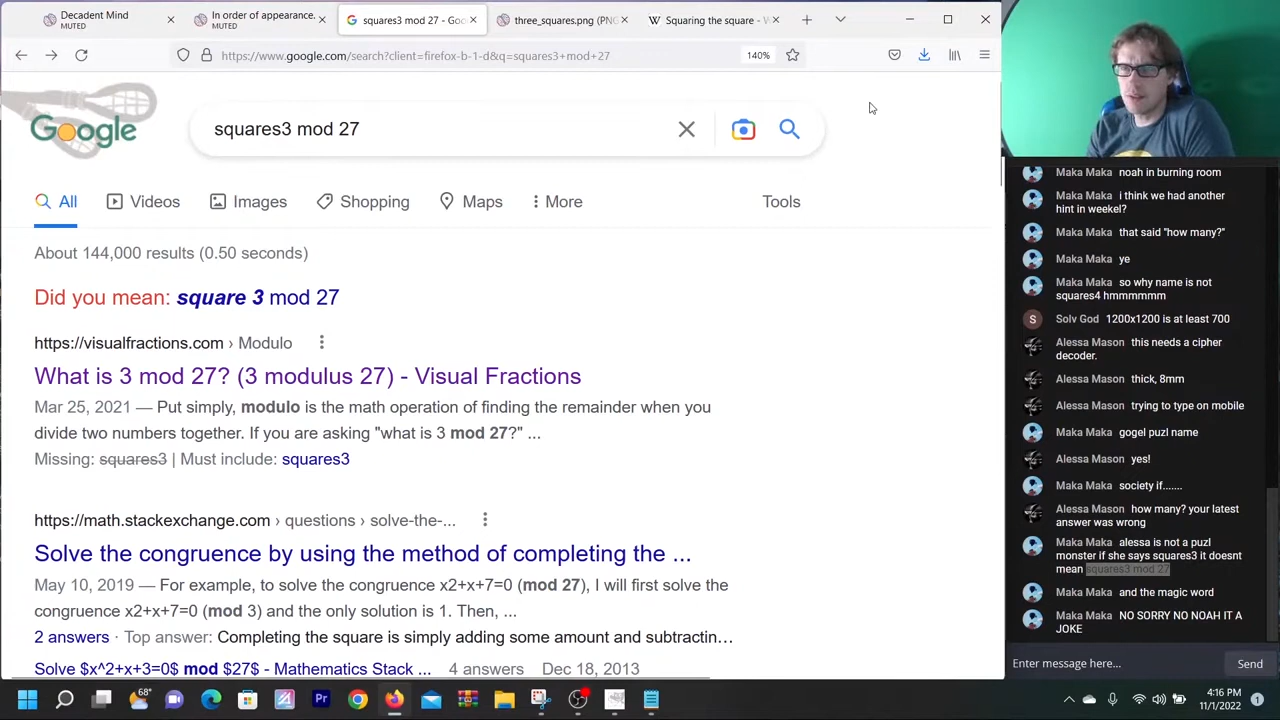 Decadent Mind
MUTED
In order of appearance.
MUTED
squares3 mod 27 - Goo
three_squares.png (PNG
W
Squaring the square - W
https://www.google.com/search?client=firefox-b-1-d&q=squares3+mod+27
140%
Google
squares3 mod 27
All
Videos
Images
Shopping
Maps
More
Tools
About 144,000 results (0.50 seconds)
Did you mean: square 3 mod 27
https://visualfractions.com › Modulo
What is 3 mod 27? (3 modulus 27) - Visual Fractions
Mar 25, 2021 — Put simply, modulo is the math operation of finding the remainder when you
divide two numbers together. If you are asking "what is 3 mod 27?" ...
Missing: squares3 | Must include: squares3
https://math.stackexchange.com › questions › solve-the-...
Solve the congruence by using the method of completing the ...
May 10, 2019 — For example, to solve the congruence x2+x+7=0 (mod 27), I will first solve the
congruence x2+x+7=0 (mod 3) and the only solution is 1. Then, ...
2 answers · Top answer: Completing the square is simply adding some amount and subtractin...
Solve $x^2+x+3=0$ mod $27$ - Mathematics Stack ...
4 answers
Dec 18, 2013
Maka Maka noah in burning room
Maka Maka i think we had another
hint in weekel?
Maka Maka that said "how many?"
Maka Maka ye
Maka Maka so why name is not
squares4 hmmmmmm
S
Solv God 1200x1200 is at least 700
Alessa Mason this needs a cipher
decoder.
Alessa Mason thick, 8mm
Alessa Mason trying to type on mobile
Maka Maka gogel puzl name
Alessa Mason yes!
Maka Maka society if.......
Alessa Mason how many? your latest
answer was wrong
Maka Maka alessa is not a puzl
monster if she says squares3 it doesnt
mean squares3 mod 27
Maka Maka and the magic word
Maka Maka NO SORRY NO NOAH IT A
JOKE
Enter message here...
Send
68°
Pr
4:16 PM
11/1/2022
1